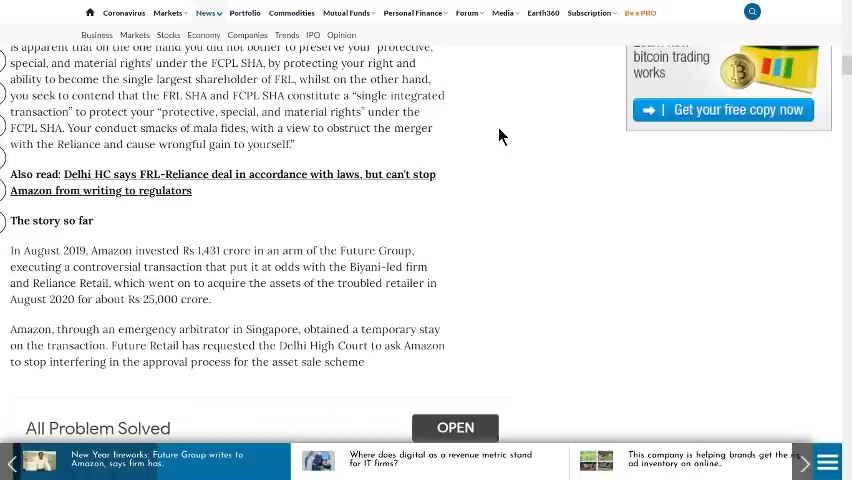 Coronavirus Markets News Portfolio Commodities Mutual Funds Personal Finance Forum Media Earth360 Subscription Be a PRO
Business Markets Stocks Economy Companies Trends IPO Opinion
is apparent that on the one hand you did not bother to preserve your "protective,
special, and material rights' under the FCPL SHA, by protecting your right and
ability to become the single largest shareholder of FRL, whilst on the other hand,
you seek to contend that the FRL SHA and FCPL SHA constitute a "single integrated
transaction" to protect your "protective, special, and material rights" under the
FCPL SHA. Your conduct smacks of mala fides, with a view to obstruct the merger
with the Reliance and cause wrongful gain to yourself."
Also read: Delhi HC says FRL-Reliance deal in accordance with laws, but can't stop
Amazon from writing to regulators
The story so far
In August 2019, Amazon invested Rs 1,431 crore in an arm of the Future Group,
executing a controversial transaction that put it at odds with the Biyani-led firm
and Reliance Retail, which went on to acquire the assets of the troubled retailer in
August 2020 for about Rs 25,000 crore.
Amazon, through an emergency arbitrator in Singapore, obtained a temporary stay
on the transaction. Future Retail has requested the Delhi High Court to ask Amazon
to stop interfering in the approval process for the asset sale scheme
bitcoin trading
works
Get your free copy now
All Problem Solved
OPEN
New Year fireworks: Future Group writes to
Amazon, says firm has..
Where does digital as a revenue metric stand
for IT firms?
This company is helping brands get the
ad inventory on online..